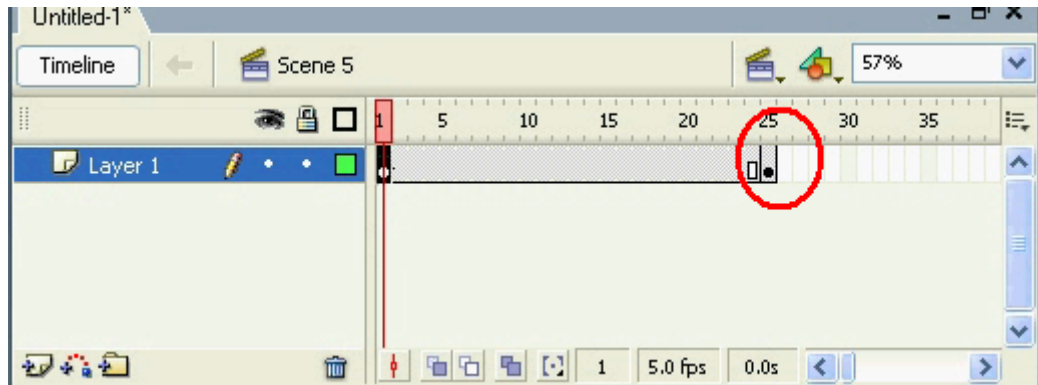 Untitled-1*
Timeline Scene 5 57%
1 5 10 15 20 25 30 35
Layer 1
1 5.0 fps 0.0s